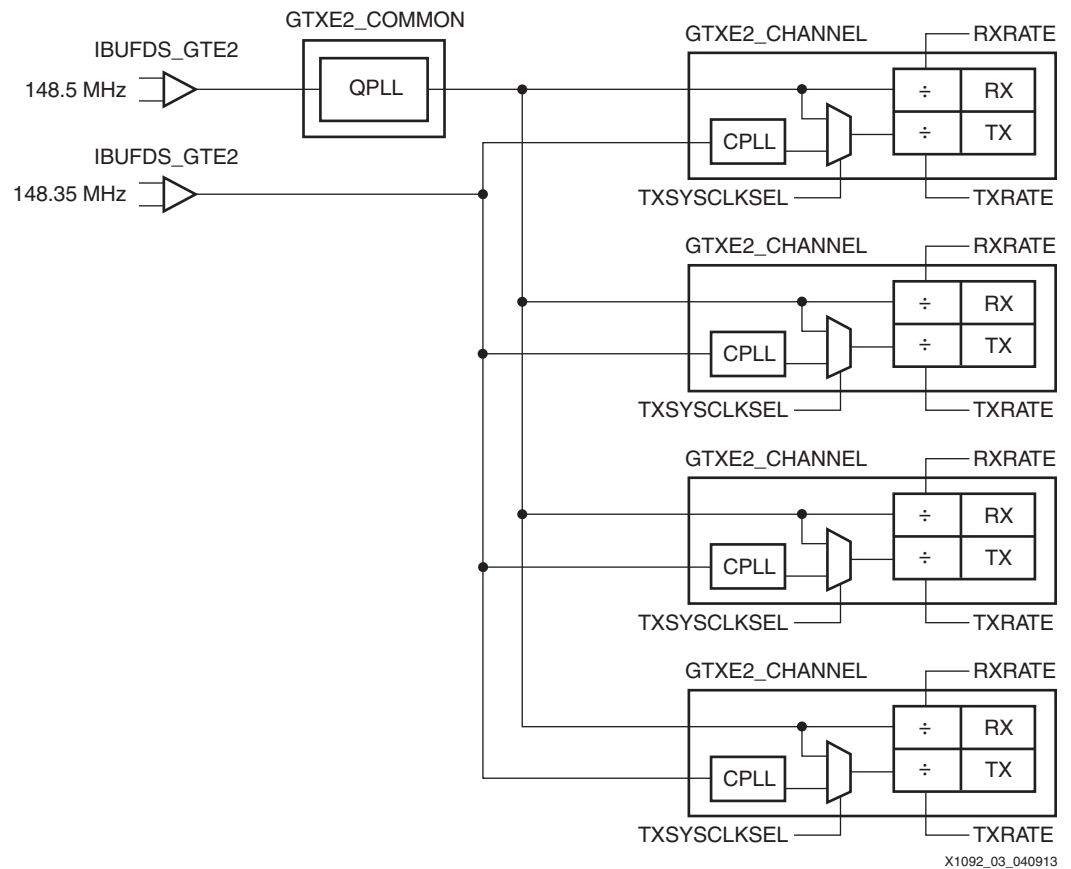 GTXE2_COMMON
IBUFDS_GTE2
148.5 MHz
QPLL
IBUFDS_GTE2
148.35 MHz
GTXE2_CHANNEL
RXRATE
÷
RX
CPLL
÷
TX
TXSYSCLKSEL
TXRATE
GTXE2_CHANNEL
RXRATE
÷
RX
CPLL
÷
TX
TXSYSCLKSEL
TXRATE
GTXE2_CHANNEL
RXRATE
÷
RX
CPLL
÷
TX
TXSYSCLKSEL
TXRATE
GTXE2_CHANNEL
RXRATE
÷
RX
CPLL
÷
TX
TXSYSCLKSEL
TXRATE
X1092_03_040913